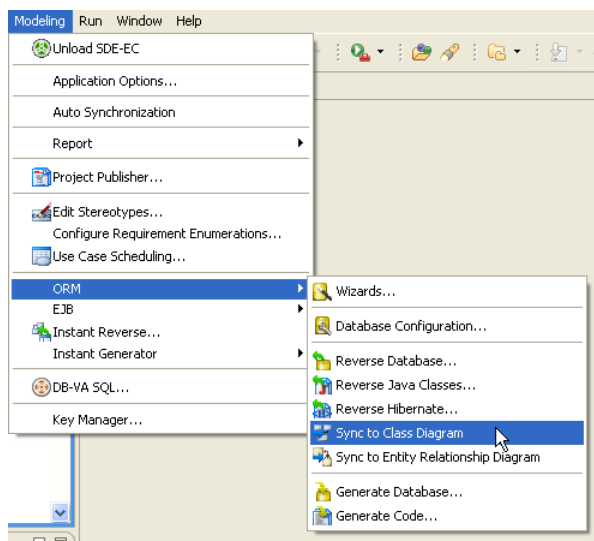 Modeling Run Window Help
Unload SDE-EC
Application Options...
Auto Synchronization
Report
Project Publisher...
Edit Stereotypes...
Configure Requirement Enumerations...
Use Case Scheduling...
ORM
EJB
Instant Reverse...
Instant Generator
DB-VA SQL...
Key Manager...
Wizards...
Database Configuration...
Reverse Database...
Reverse Java Classes...
Reverse Hibernate...
Sync to Class Diagram
Sync to Entity Relationship Diagram
Generate Database...
Generate Code...